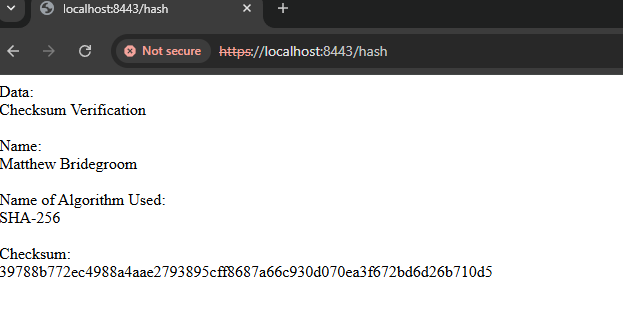 localhost:8443/hash
Not secure https://localhost:8443/hash
Data:
Checksum Verification
Name:
Matthew Bridegroom
Name of Algorithm Used:
SHA-256
Checksum:
39788b772ec4988a4aae2793895cff8687a66c930d070ea3f672bd6d26b710d5